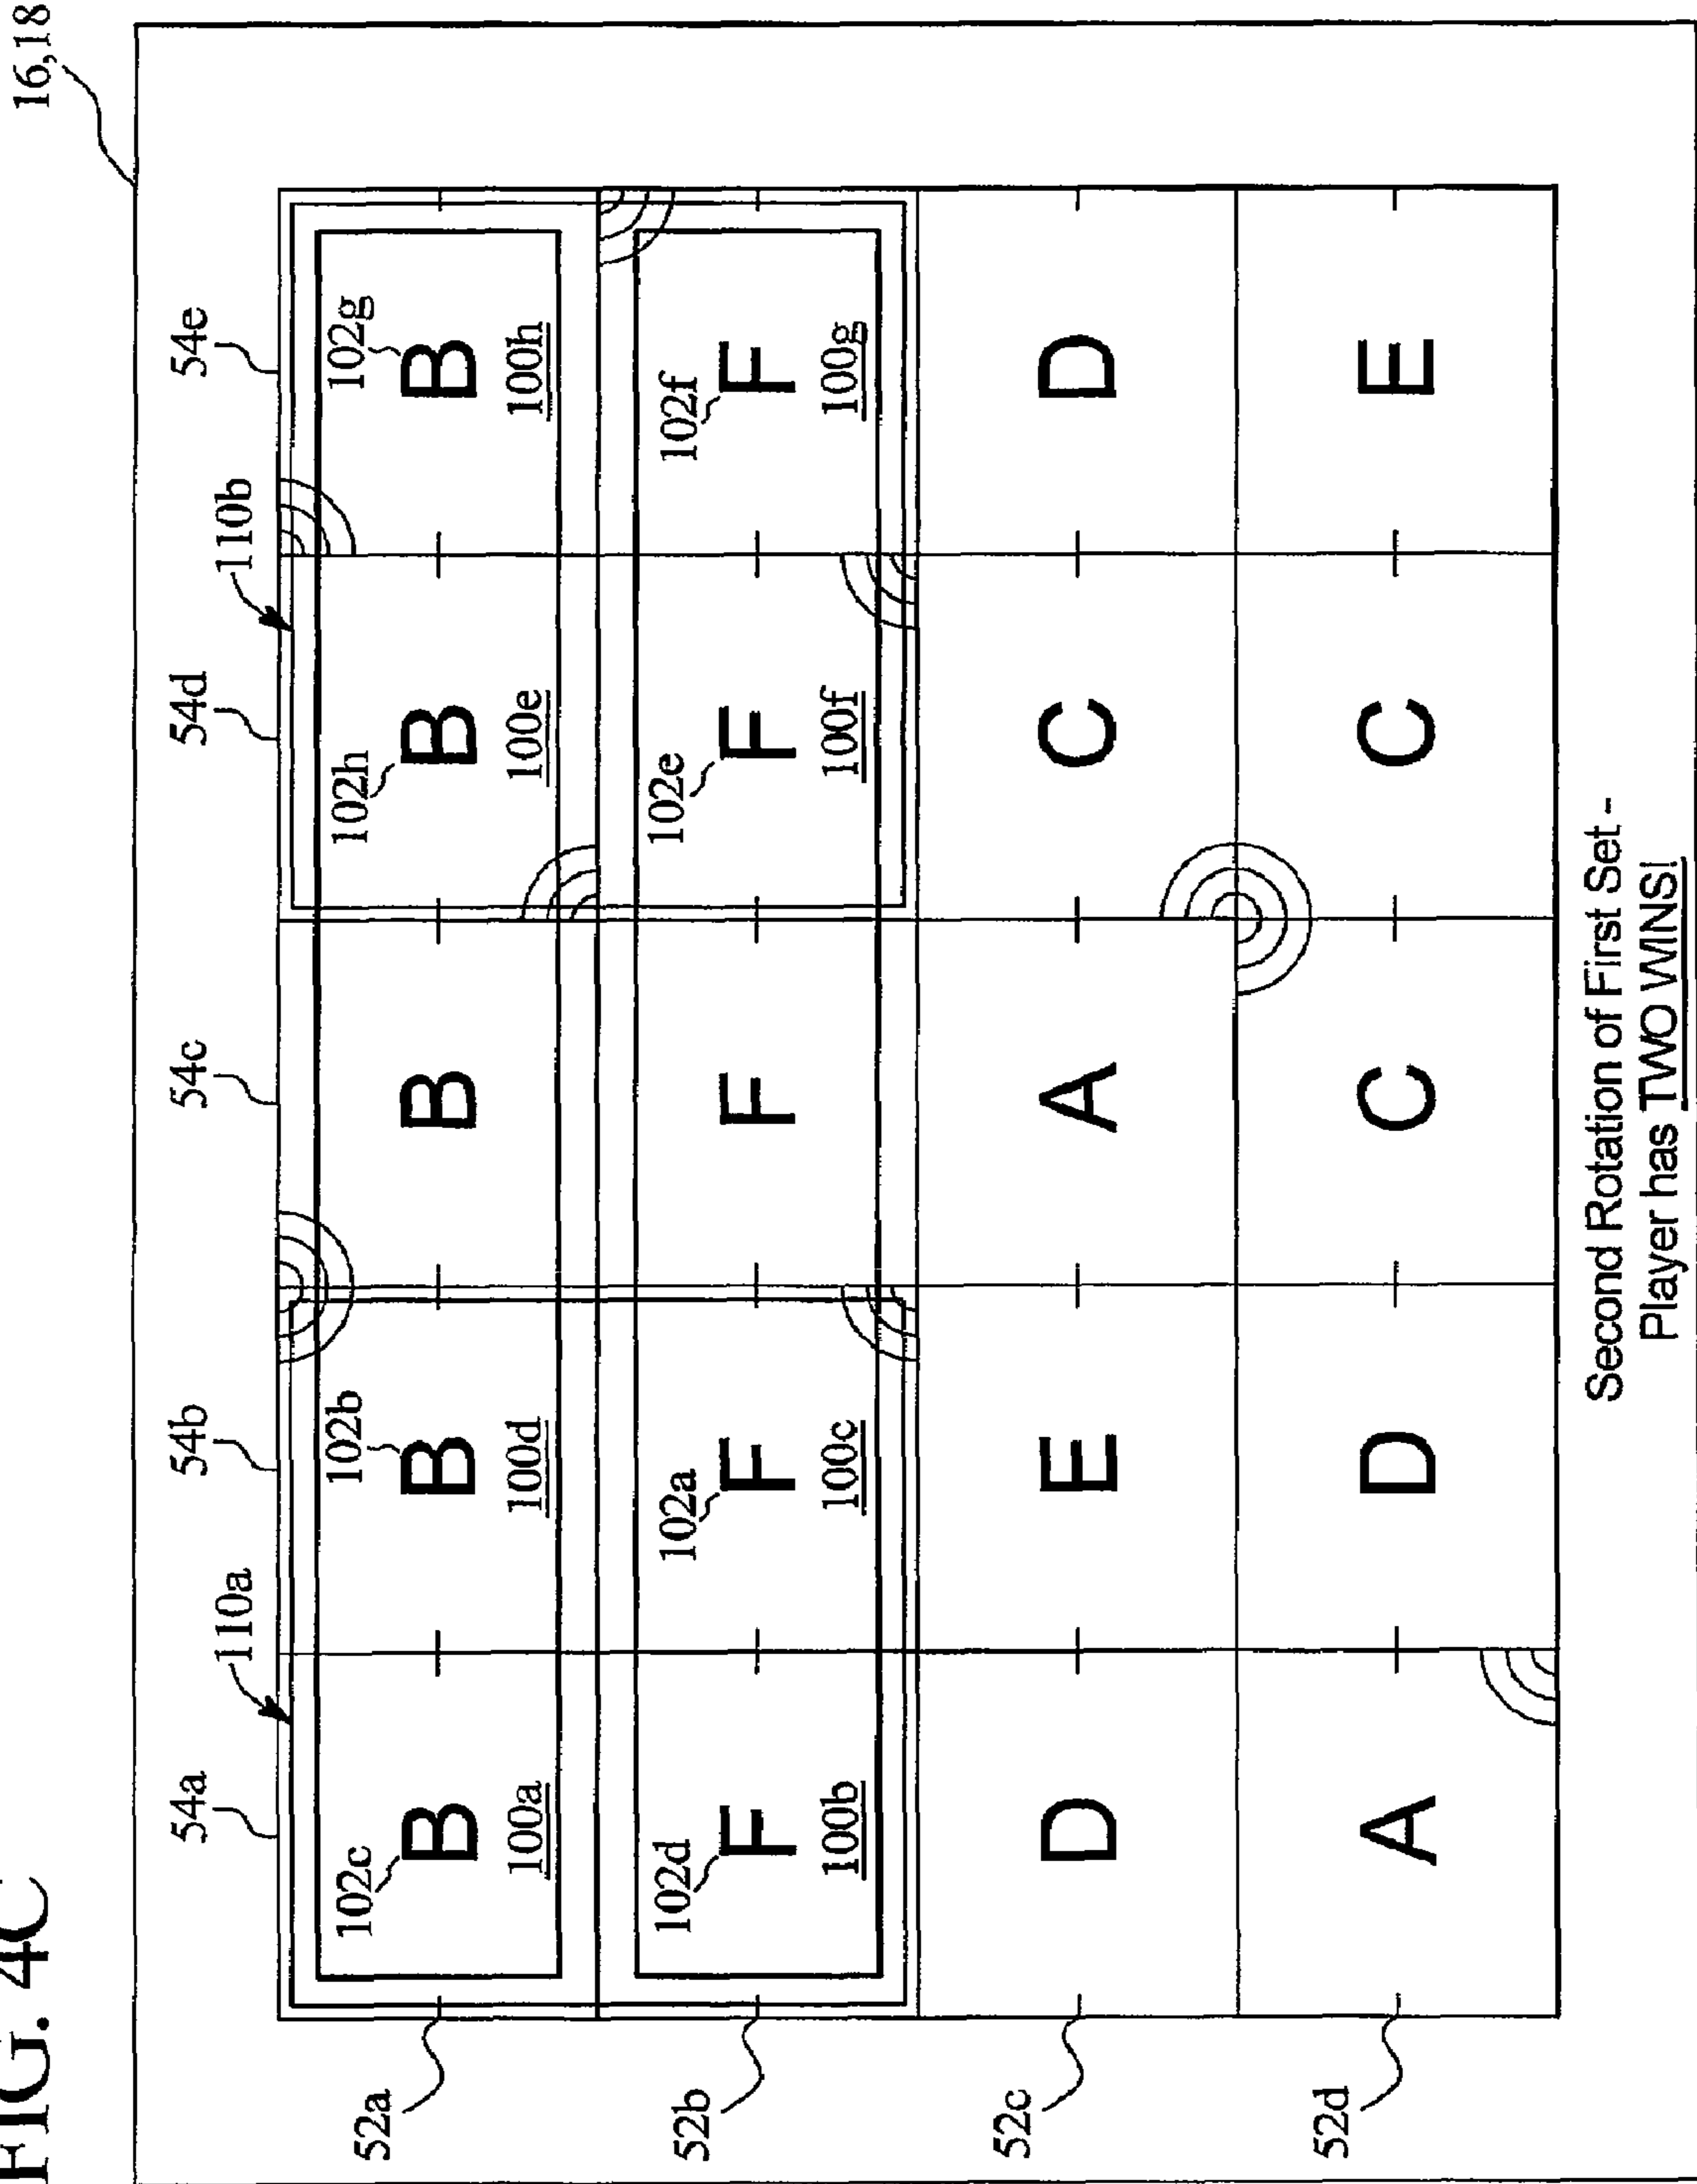 FIG. 4C
16,18
54a 54b 54c 54d 54e
110a 110b
52a
102c 102b 102h 102g
B B B B B
100a 100d 100e 100h
52b
102d 102a 102e 102f
F F F F F
100b 100c 100f 100g
52c
D E A C D
52d
A D C C E
Second Rotation of First Set -
Player has TWO WINS!